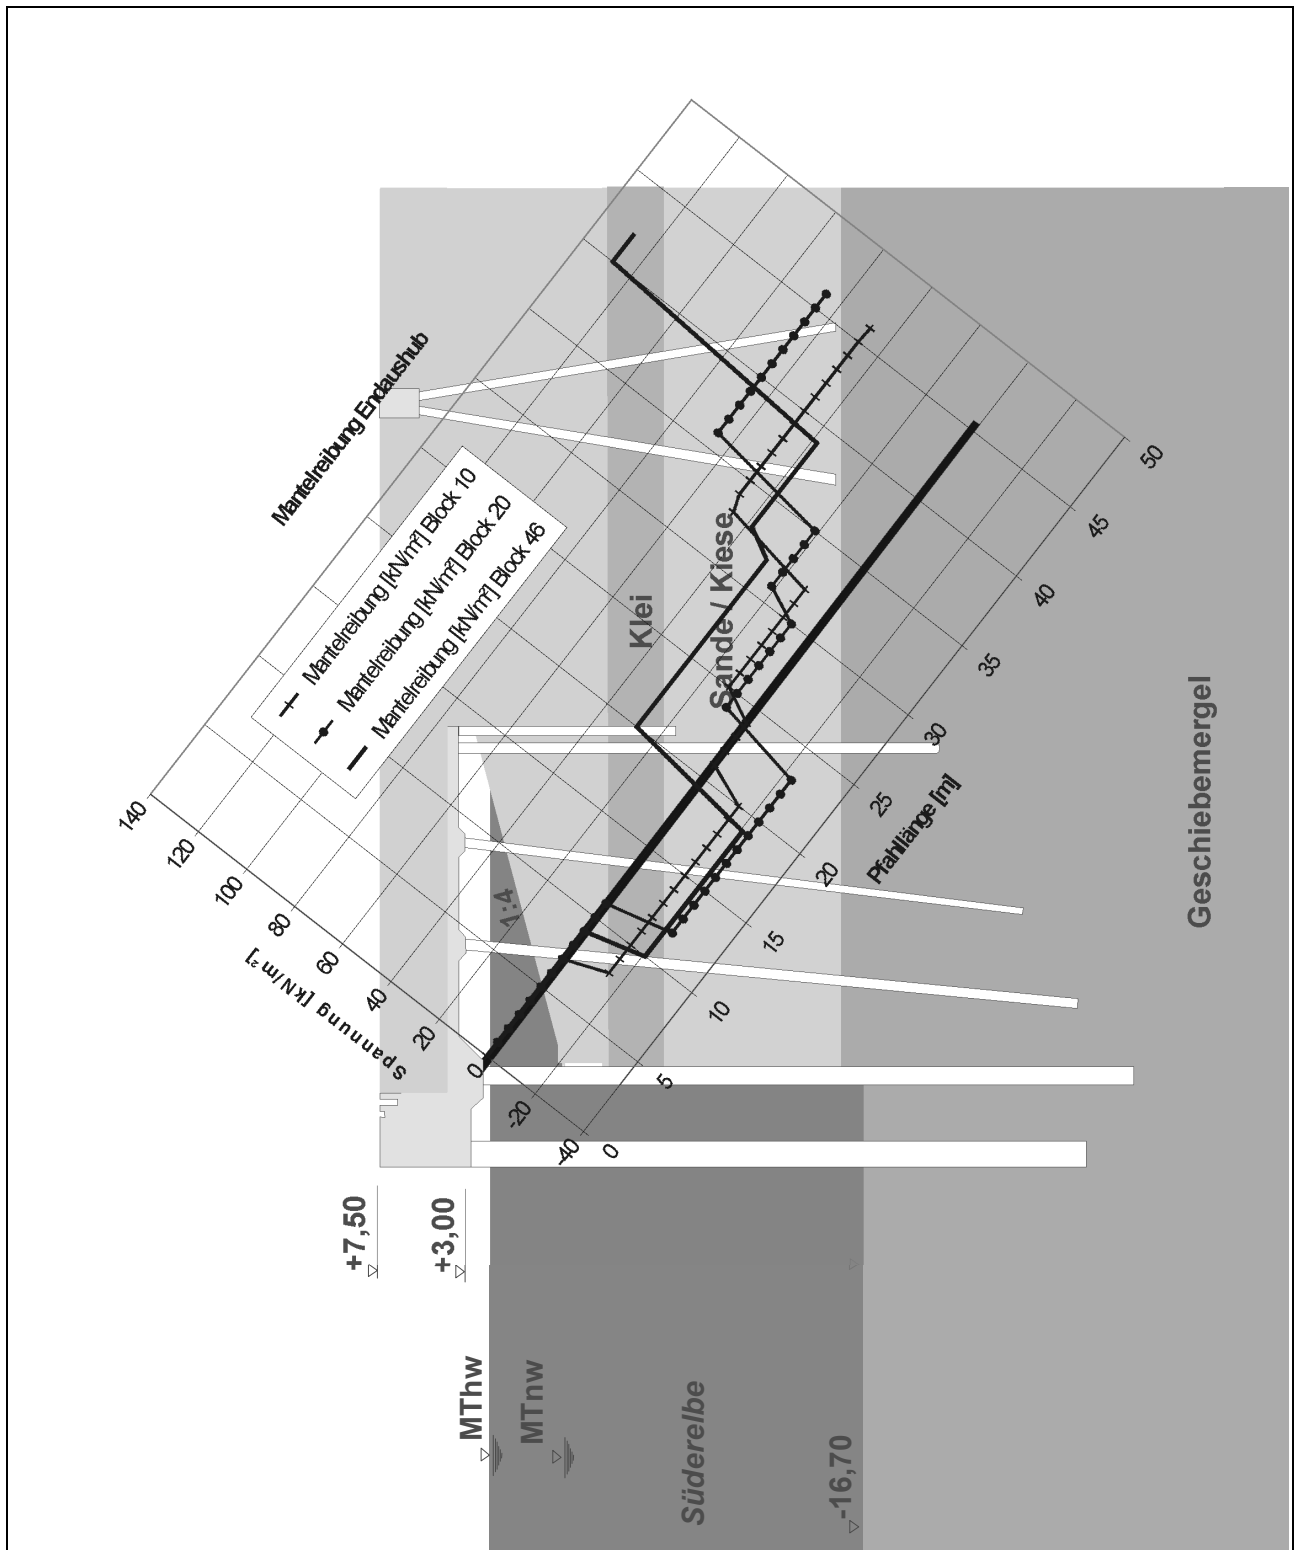 Mantelreibung Endaushub
Mantelreibung [kN/m²] Block 10
Mantelreibung [kN/m²] Block 20
Mantelreibung [kN/m²] Block 46
140
120
100
80
60
40
20
0
-20
-40
Spannung [kN/m²]
0
5
10
15
20
25
30
35
40
45
50
Pfahllänge [m]
1:4
Klei
Sande / Kiese
Geschiebemergel
+7,50
+3,00
MThw
MTnw
Süderelbe
-16,70